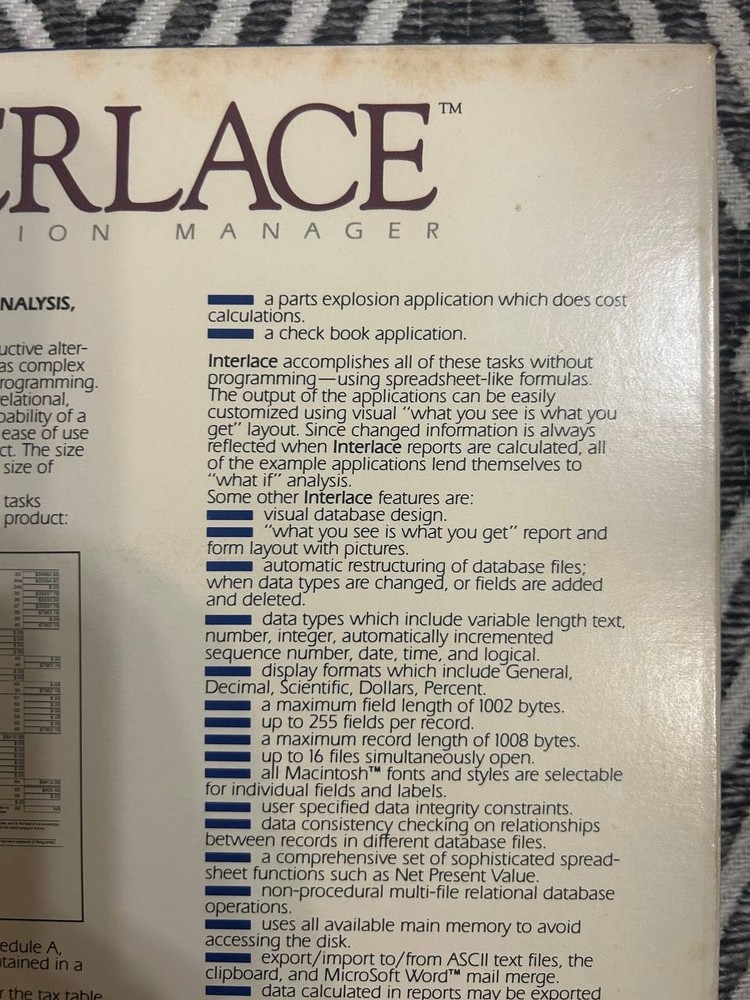 ERLACE™
ION MANAGER
NALYSIS,
uctive alter-
as complex
rogramming.
elational,
pability of a
ease of use
ct. The size
size of
tasks
product:
edule A,
tained in a
r the tax table
a parts explosion application which does cost
calculations.
a check book application.
Interlace accomplishes all of these tasks without
programming—using spreadsheet-like formulas.
The output of the applications can be easily
customized using visual “what you see is what you
get” layout. Since changed information is always
reflected when Interlace reports are calculated, all
of the example applications lend themselves to
“what if” analysis.
Some other Interlace features are:
visual database design.
“what you see is what you get” report and
form layout with pictures.
automatic restructuring of database files;
when data types are changed, or fields are added
and deleted.
data types which include variable length text,
number, integer, automatically incremented
sequence number, date, time, and logical.
display formats which include General,
Decimal, Scientific, Dollars, Percent.
a maximum field length of 1002 bytes.
up to 255 fields per record.
a maximum record length of 1008 bytes.
up to 16 files simultaneously open.
all Macintosh™ fonts and styles are selectable
for individual fields and labels.
user specified data integrity constraints.
data consistency checking on relationships
between records in different database files.
a comprehensive set of sophisticated spread-
sheet functions such as Net Present Value.
non-procedural multi-file relational database
operations.
uses all available main memory to avoid
accessing the disk.
export/import to/from ASCII text files, the
clipboard, and MicroSoft Word™ mail merge.
data calculated in reports may be exported